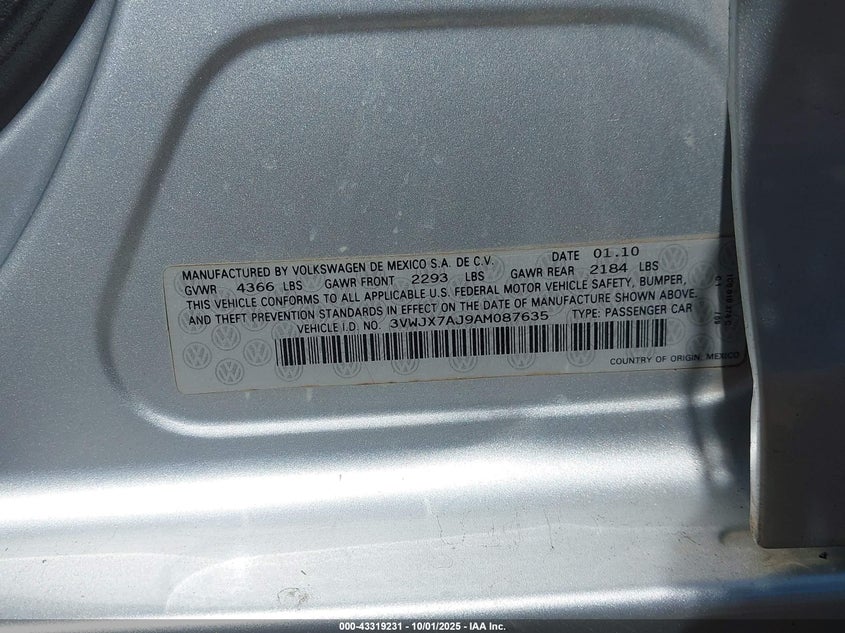 MANUFACTURED BY VOLKSWAGEN DE MEXICO S.A. DE C.V. DATE 01.10
GVWR 4366 LBS GAWR FRONT 2293 LBS GAWR REAR 2184 LBS
THIS VEHICLE CONFORMS TO ALL APPLICABLE U.S. FEDERAL MOTOR VEHICLE SAFETY, BUMPER,
AND THEFT PREVENTION STANDARDS IN EFFECT ON THE DATE OF MANUFACTURE SHOWN ABOVE.
VEHICLE I.D. NO. 3VWJX7AJ9AM087635 TYPE: PASSENGER CAR
COUNTRY OF ORIGIN: MEXICO
000-43319231 - 10/01/2025 - IAA Inc.